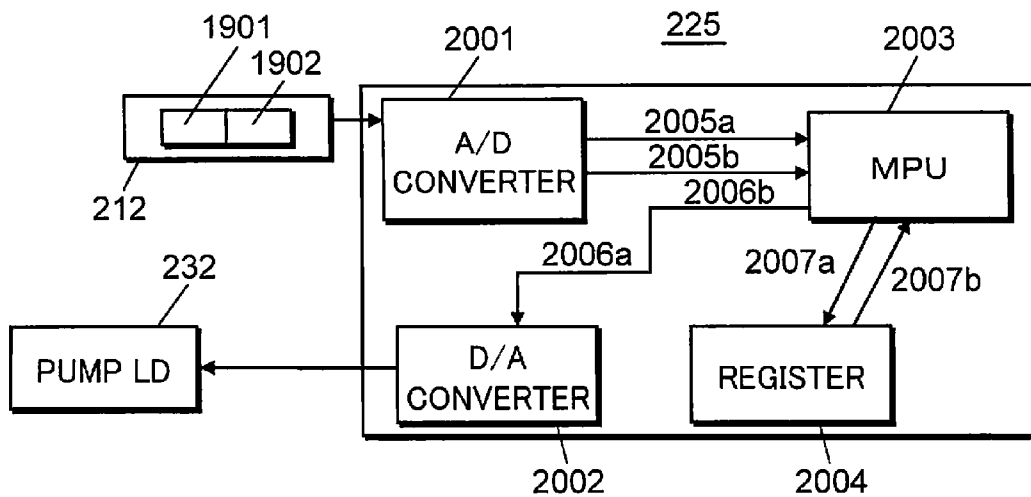 1901
1902
2001
225
2003
A/D
CONVERTER
2005a
2005b
2006b
MPU
212
232
2006a
2007a
2007b
PUMP LD
D/A
CONVERTER
REGISTER
2002
2004